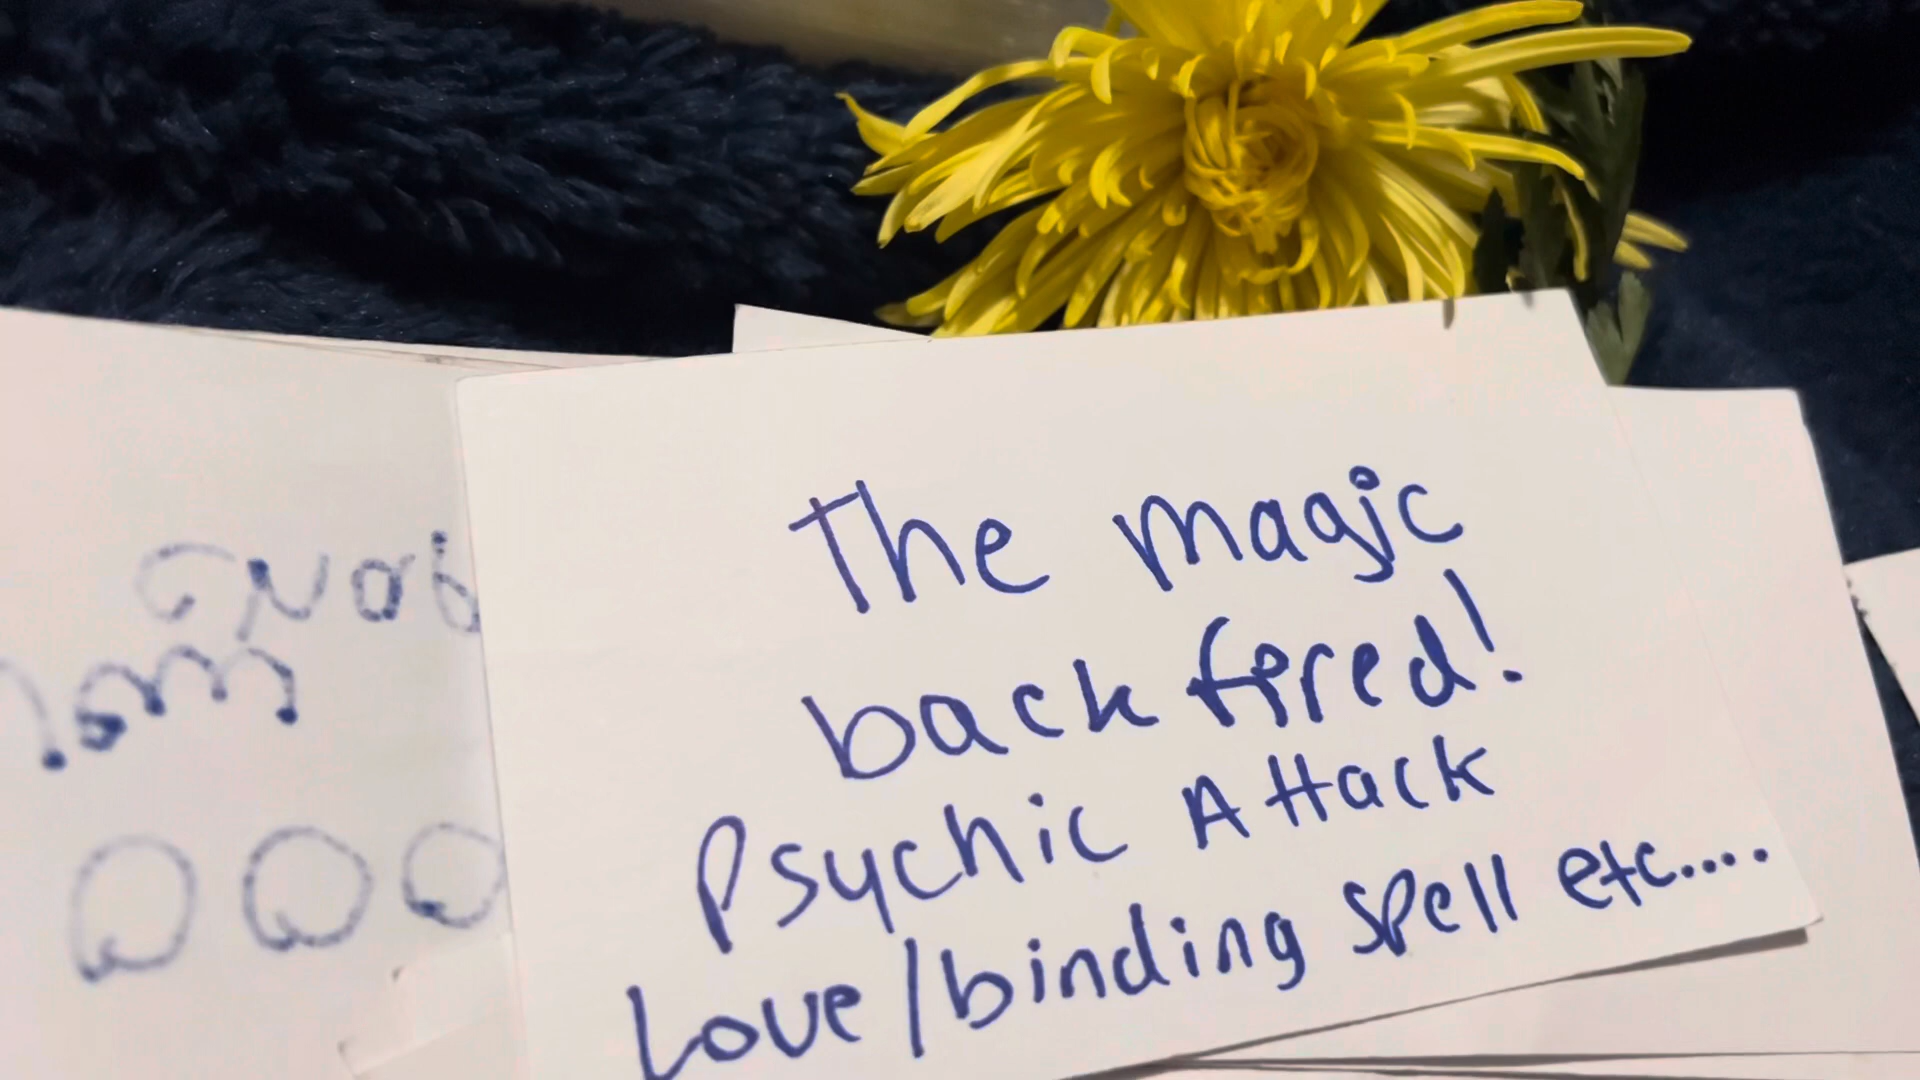 The magic
backfired!
Psychic Attack
Love/binding spell etc....